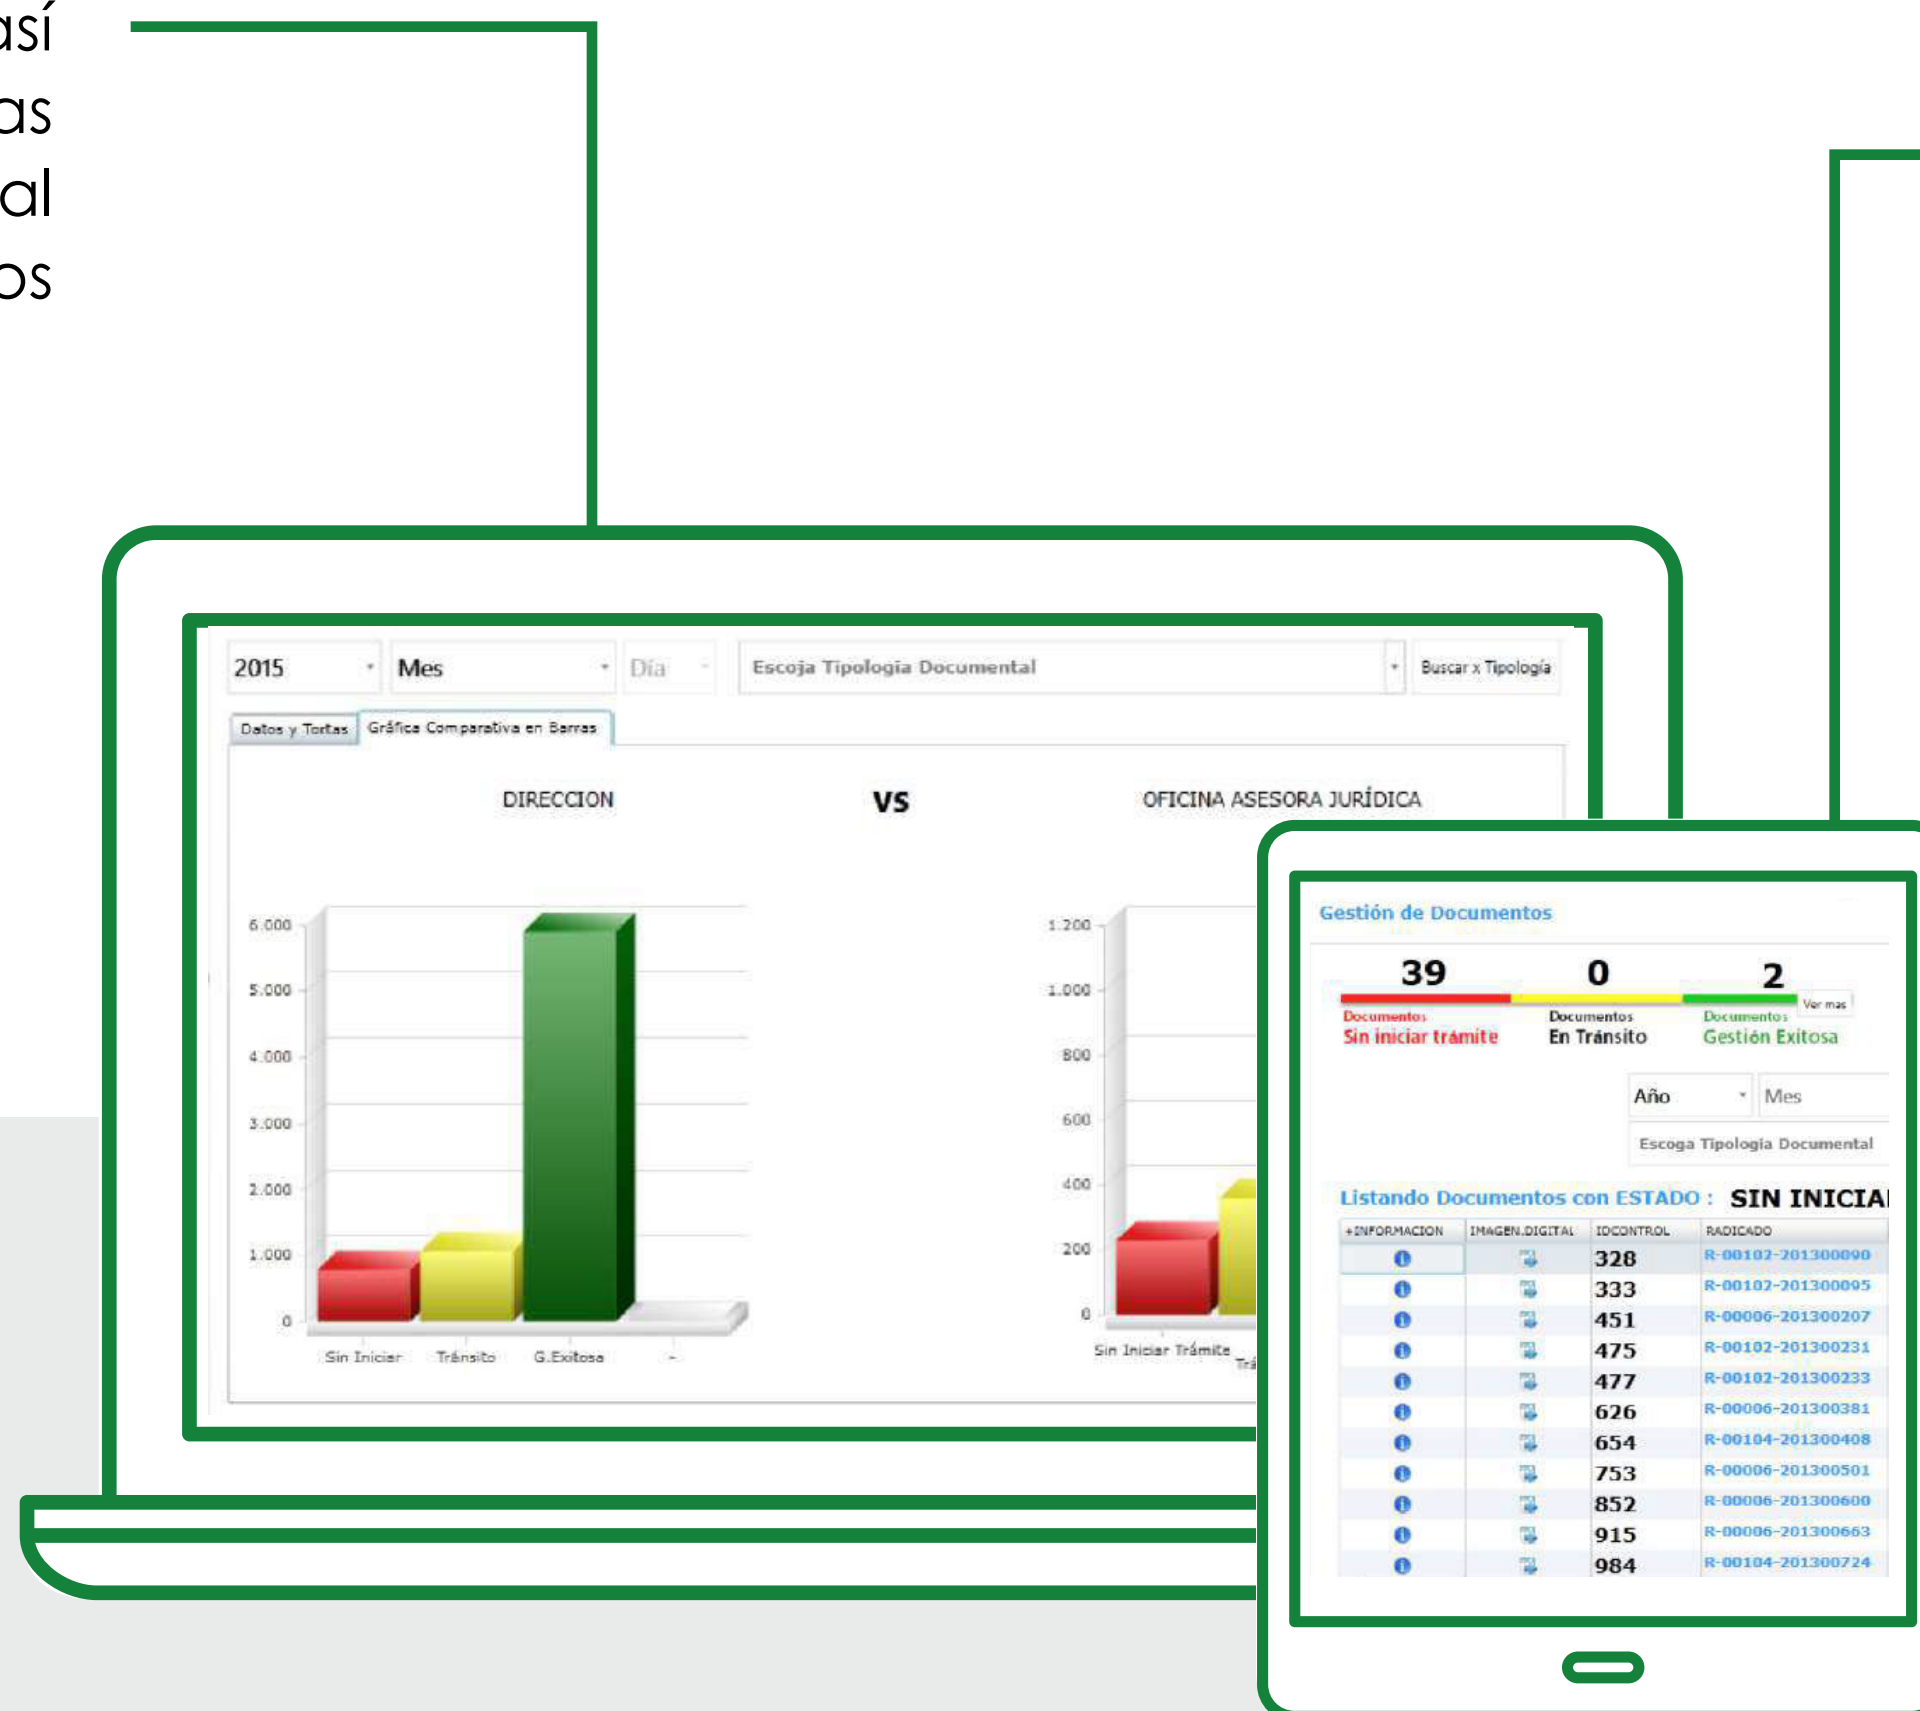 así
as
al
os
2015 Mes Día Escoja Tipología Documental Buscar x Tipología
Datos y Tortas Gráfica Comparativa en Barras
DIRECCION VS OFICINA ASESORA JURÍDICA
6.000
5.000
4.000
3.000
2.000
1.000
0
Sin Iniciar Tránsito G.Exitosa -
1.200
1.000
800
600
400
200
0
Sin Iniciar Trámite
Gestión de Documentos
39 0 2
Ver mas
Documentos Documentos Documentos
Sin iniciar trámite En Tránsito Gestión Exitosa
Año Mes
Escoga Tipologia Documental
Listando Documentos con ESTADO : SIN INICIA
+INFORMACION IMAGEN.DIGITAL IDCONTROL RADICADO
328 R-00102-201300090
333 R-00102-201300095
451 R-00006-201300207
475 R-00102-201300231
477 R-00102-201300233
626 R-00006-201300381
654 R-00104-201300408
753 R-00006-201300501
852 R-00006-201300600
915 R-00006-201300663
984 R-00104-201300724